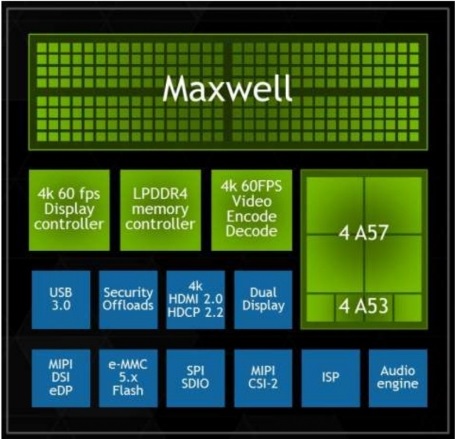 Maxwell
4k 60 fps
Display
controller
LPDDR4
memory
controller
4k 60FPS
Video
Encode
Decode
4 A57
4 A53
USB
3.0
Security
Offloads
4k
HDMI 2.0
HDCP 2.2
Dual
Display
MIPI
DSI
eDP
e-MMC
5.x
Flash
SPI
SDIO
MIPI
CSI-2
ISP
Audio
engine